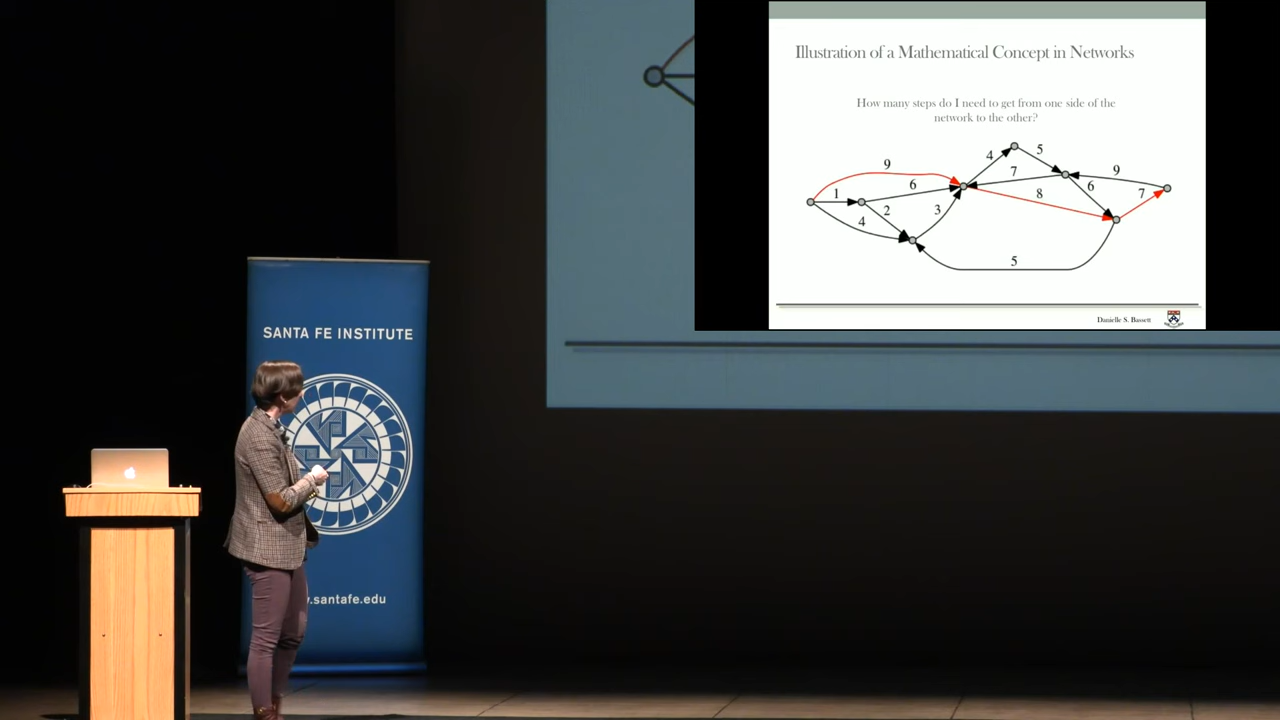 Illustration of a Mathematical Concept in Networks
How many steps do I need to get from one side of the
network to the other?
9
4
5
7
9
1
6
8
6
7
4
2
3
5
Danielle S. Bassett
SANTA FE INSTITUTE
.santafe.edu